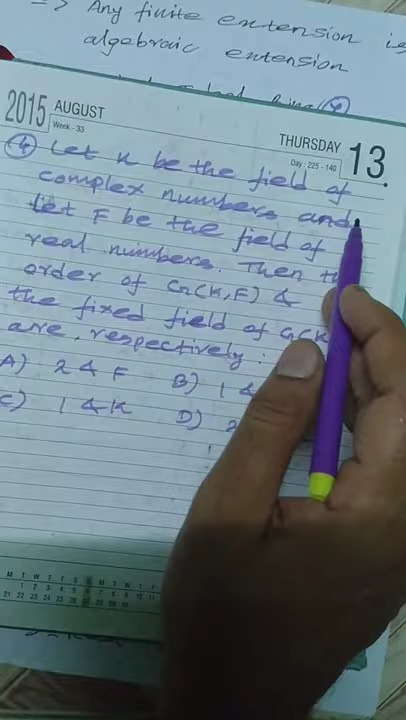 => Any finite extension is
algebraic extension
2015 AUGUST
Week - 33
THURSDAY 13
Day : 225 - 140
④ Let K be the field of
complex numbers and
Let F be the field of
real numbers. Then
order of G(K,F) &
the fixed field of G(K
are, respectively :
A) 2 & F B) 1 &
C) 1 & K D) 2
M T W T F S S M T W T F S S M T W T F